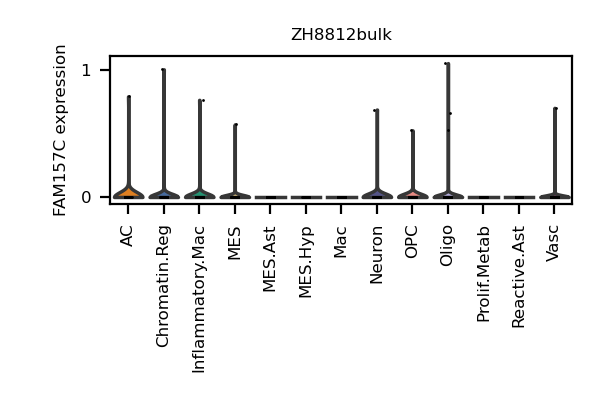 ZH8812bulk
FAM157C expression
1
0
AC
Chromatin.Reg
Inflammatory.Mac
MES
MES.Ast
MES.Hyp
Mac
Neuron
OPC
Oligo
Prolif.Metab
Reactive.Ast
Vasc